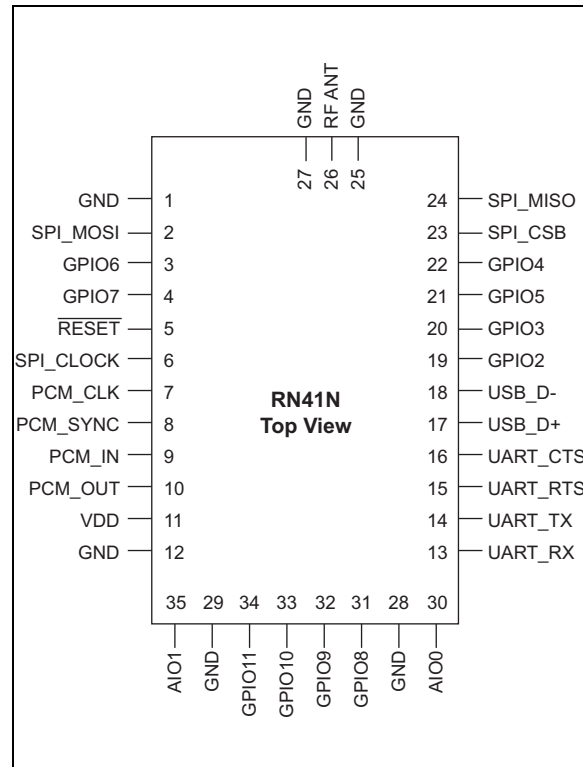 GND RF ANT GND
27 26 25
GND 1 24 SPI_MISO
SPI_MOSI 2 23 SPI_CSB
GPIO6 3 22 GPIO4
GPIO7 4 21 GPIO5
RESET 5 20 GPIO3
SPI_CLOCK 6 19 GPIO2
PCM_CLK 7 18 USB_D-
PCM_SYNC 8 17 USB_D+
PCM_IN 9 16 UART_CTS
PCM_OUT 10 15 UART_RTS
VDD 11 14 UART_TX
GND 12 13 UART_RX
RN41N
Top View
35 29 34 33 32 31 28 30
AIO1 GND GPIO11 GPIO10 GPIO9 GPIO8 GND AIO0